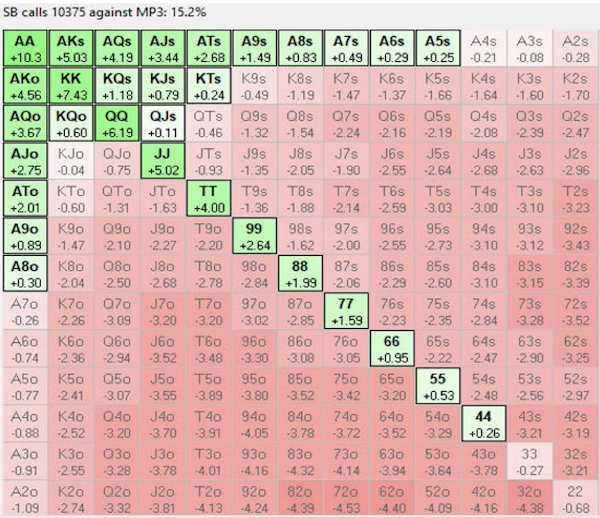 SB calls 10375 against MP3: 15.2%
AA AKs AQs AJs ATs A9s A8s A7s A6s A5s A4s A3s A2s
+10.3 +5.03 +4.19 +3.44 +2.68 +1.49 +0.83 +0.49 +0.29 +0.25 -0.21 -0.08 -0.28
AKo KK KQs KJs KTs K9s K8s K7s K6s K5s K4s K3s K2s
+4.56 +7.43 +1.18 +0.79 +0.24 -0.49 -1.19 -1.47 -1.37 -1.66 -1.64 -1.60 -1.70
AQo KQo QQ QJs QTs Q9s Q8s Q7s Q6s Q5s Q4s Q3s Q2s
+3.67 +0.60 +6.19 +0.11 -0.46 -1.32 -1.54 -2.24 -2.16 -2.19 -2.08 -2.39 -2.47
AJo KJo QJo JJ JTs J9s J8s J7s J6s J5s J4s J3s J2s
+2.75 -0.04 -0.75 +5.02 -0.93 -1.35 -2.05 -1.90 -2.55 -2.64 -2.68 -2.63 -2.96
ATo KTo QTo JTo TT T9s T8s T7s T6s T5s T4s T3s T2s
+2.01 -0.60 -1.31 -1.63 +4.00 -1.36 -1.88 -2.14 -2.59 -3.03 -3.00 -3.10 -3.23
A9o K9o Q9o J9o T9o 99 98s 97s 96s 95s 94s 93s 92s
+0.89 -1.47 -2.10 -2.27 -2.20 +2.64 -1.62 -2.00 -2.55 -2.73 -3.10 -3.12 -3.43
A8o K8o Q8o J8o T8o 98o 88 87s 86s 85s 84s 83s 82s
+0.30 -2.04 -2.50 -2.68 -2.78 -2.84 +1.99 -2.06 -2.29 -2.60 -3.10 -3.15 -3.39
A7o K7o Q7o J7o T7o 97o 87o 77 76s 75s 74s 73s 72s
-0.26 -2.26 -3.09 -3.20 -3.20 -3.02 -2.85 +1.59 -2.23 -2.35 -2.84 -3.28 -3.52
A6o K6o Q6o J6o T6o 96o 86o 76o 66 65s 64s 63s 62s
-0.74 -2.36 -2.94 -3.52 -3.48 -3.30 -3.08 -3.05 +0.95 -2.22 -2.47 -2.90 -3.25
A5o K5o Q5o J5o T5o 95o 85o 75o 65o 55 54s 53s 52s
-0.77 -2.41 -3.07 -3.55 -3.89 -3.80 -3.52 -3.42 -3.20 +0.53 -2.48 -2.56 -2.97
A4o K4o Q4o J4o T4o 94o 84o 74o 64o 54o 44 43s 42s
-0.88 -2.52 -3.20 -3.70 -3.91 -4.05 -3.78 -3.72 -3.52 -3.29 +0.26 -3.21 -3.19
A3o K3o Q3o J3o T3o 93o 83o 73o 63o 53o 43o 33 32s
-0.91 -2.55 -3.28 -3.78 -4.01 -4.16 -4.32 -4.14 -3.94 -3.64 -3.78 -0.27 -3.21
A2o K2o Q2o J2o T2o 92o 82o 72o 62o 52o 42o 32o 22
-1.09 -2.74 -3.32 -3.81 -4.13 -4.24 -4.39 -4.53 -4.40 -4.09 -4.16 -4.38 -0.68